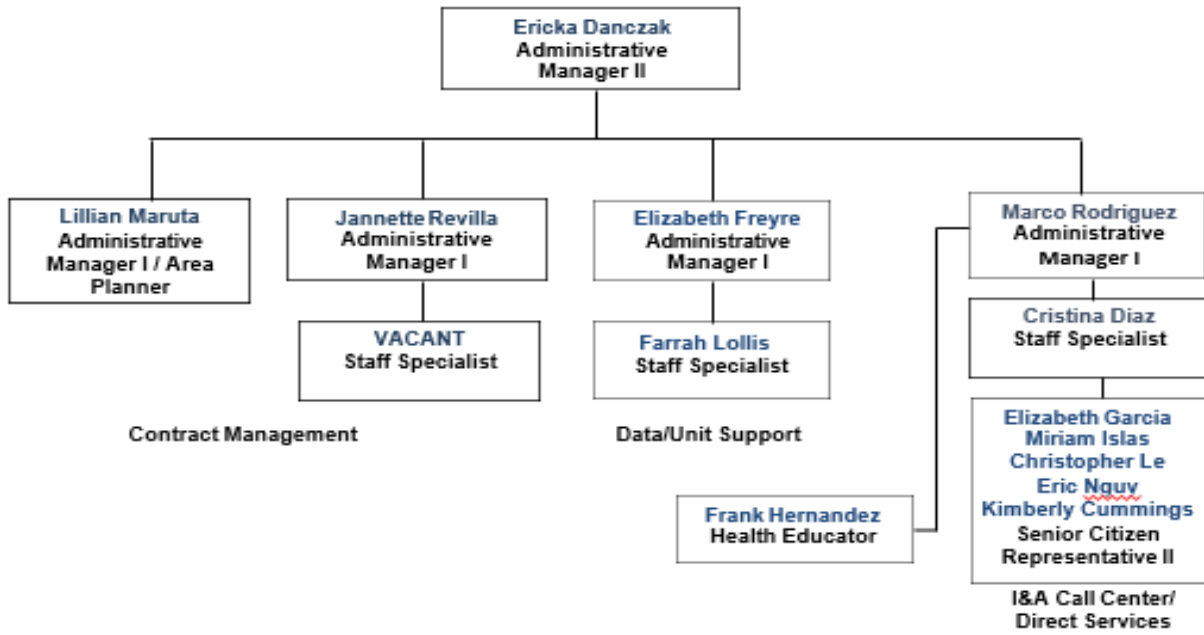 Ericka Danczak
Administrative
Manager II
Lillian Maruta
Administrative
Manager I / Area
Planner
Jannette Revilla
Administrative
Manager I
Elizabeth Freyre
Administrative
Manager I
Marco Rodriguez
Administrative
Manager I
VACANT
Staff Specialist
Farrah Lollis
Staff Specialist
Cristina Diaz
Staff Specialist
Contract Management
Data/Unit Support
Frank Hernandez
Health Educator
Elizabeth Garcia
Miriam Islas
Christopher Le
Eric Nguy
Kimberly Cummings
Senior Citizen
Representative II
I&A Call Center/
Direct Services